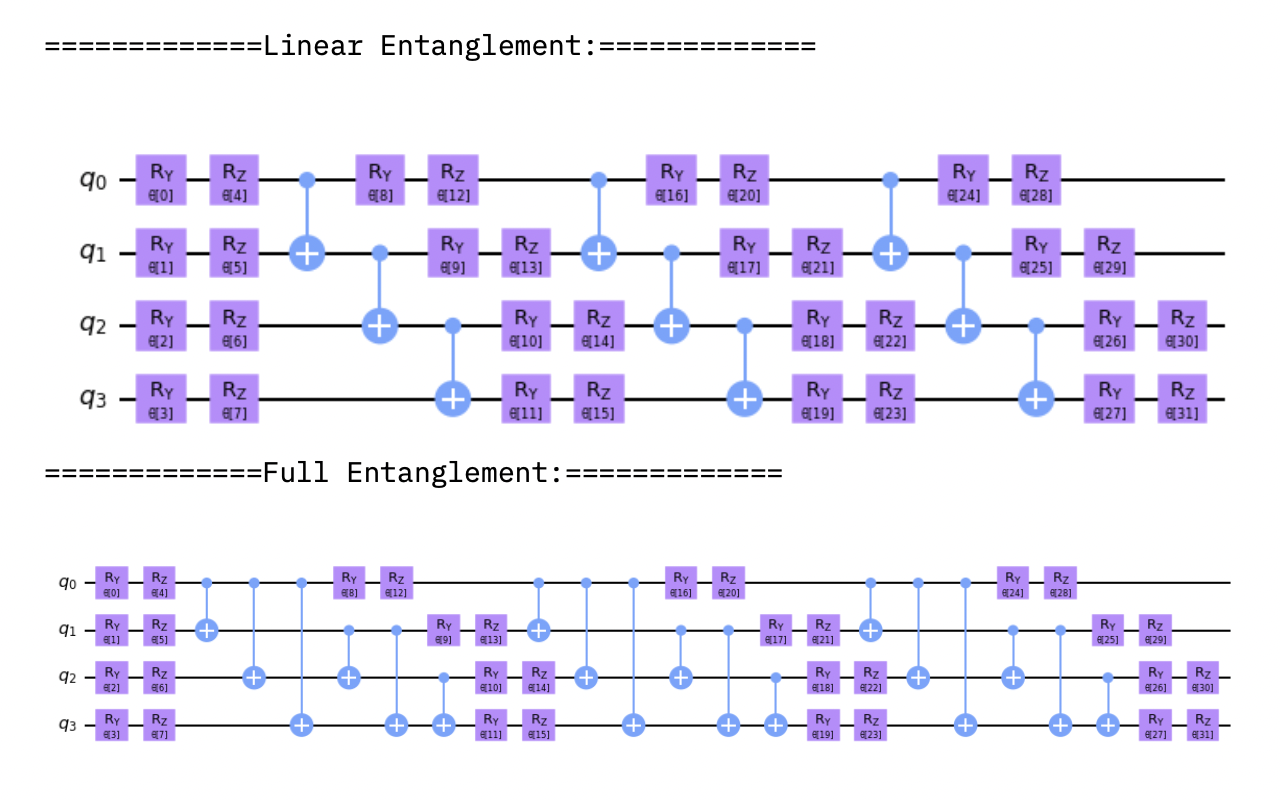 =============Linear Entanglement:=============
q0 RY θ[0] RZ θ[4] RY θ[8] RZ θ[12] RY θ[16] RZ θ[20] RY θ[24] RZ θ[28]
q1 RY θ[1] RZ θ[5] RY θ[9] RZ θ[13] RY θ[17] RZ θ[21] RY θ[25] RZ θ[29]
q2 RY θ[2] RZ θ[6] RY θ[10] RZ θ[14] RY θ[18] RZ θ[22] RY θ[26] RZ θ[30]
q3 RY θ[3] RZ θ[7] RY θ[11] RZ θ[15] RY θ[19] RZ θ[23] RY θ[27] RZ θ[31]
=============Full Entanglement:=============
q0 RY θ[0] RZ θ[4] RY θ[8] RZ θ[12] RY θ[16] RZ θ[20] RY θ[24] RZ θ[28]
q1 RY θ[1] RZ θ[5] RY θ[9] RZ θ[13] RY θ[17] RZ θ[21] RY θ[25] RZ θ[29]
q2 RY θ[2] RZ θ[6] RY θ[10] RZ θ[14] RY θ[18] RZ θ[22] RY θ[26] RZ θ[30]
q3 RY θ[3] RZ θ[7] RY θ[11] RZ θ[15] RY θ[19] RZ θ[23] RY θ[27] RZ θ[31]